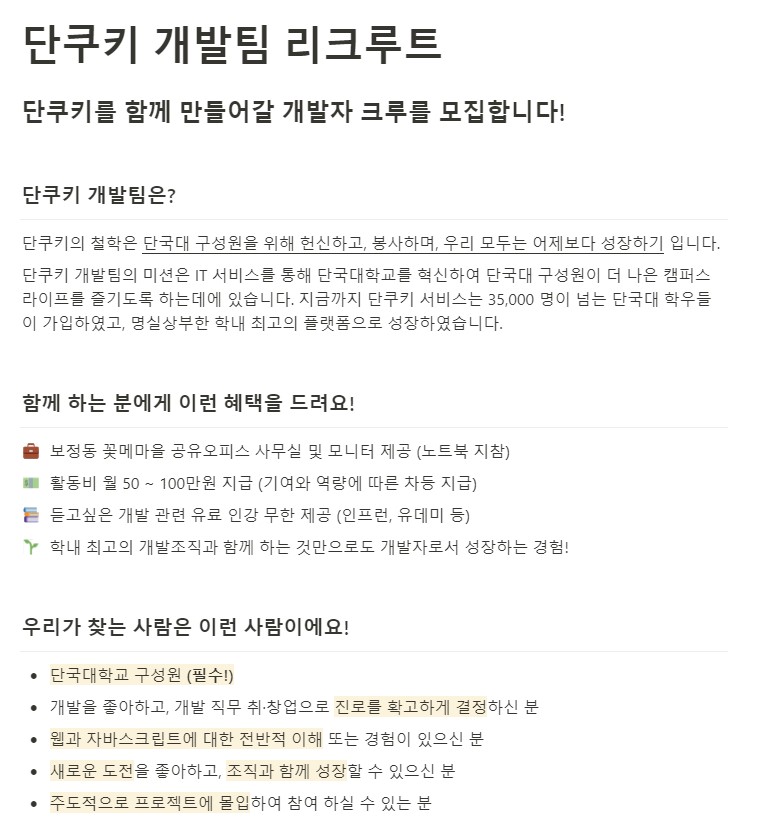 단쿠키 개발팀 리크루트
단쿠키를 함께 만들어갈 개발자 크루를 모집합니다!
단쿠키 개발팀은?
단쿠키의 철학은 단국대 구성원을 위해 헌신하고, 봉사하며, 우리 모두는 어제보다 성장하기 입니다.
단쿠키 개발팀의 미션은 IT 서비스를 통해 단국대학교를 혁신하여 단국대 구성원이 더 나은 캠퍼스
라이프를 즐기도록 하는데에 있습니다. 지금까지 단쿠키 서비스는 35,000 명이 넘는 단국대 학우들
이 가입하였고, 명실상부한 학내 최고의 플랫폼으로 성장하였습니다.
함께 하는 분에게 이런 혜택을 드려요!
보정동 꽃메마을 공유오피스 사무실 및 모니터 제공 (노트북 지참)
활동비 월 50 ~ 100만원 지급 (기여와 역량에 따른 차등 지급)
듣고싶은 개발 관련 유료 인강 무한 제공 (인프런, 유데미 등)
학내 최고의 개발조직과 함께 하는 것만으로도 개발자로서 성장하는 경험!
우리가 찾는 사람은 이런 사람이에요!
• 단국대학교 구성원 (필수!)
• 개발을 좋아하고, 개발 직무 취·창업으로 진로를 확고하게 결정하신 분
• 웹과 자바스크립트에 대한 전반적 이해 또는 경험이 있으신 분
• 새로운 도전을 좋아하고, 조직과 함께 성장할 수 있으신 분
• 주도적으로 프로젝트에 몰입하여 참여 하실 수 있는 분